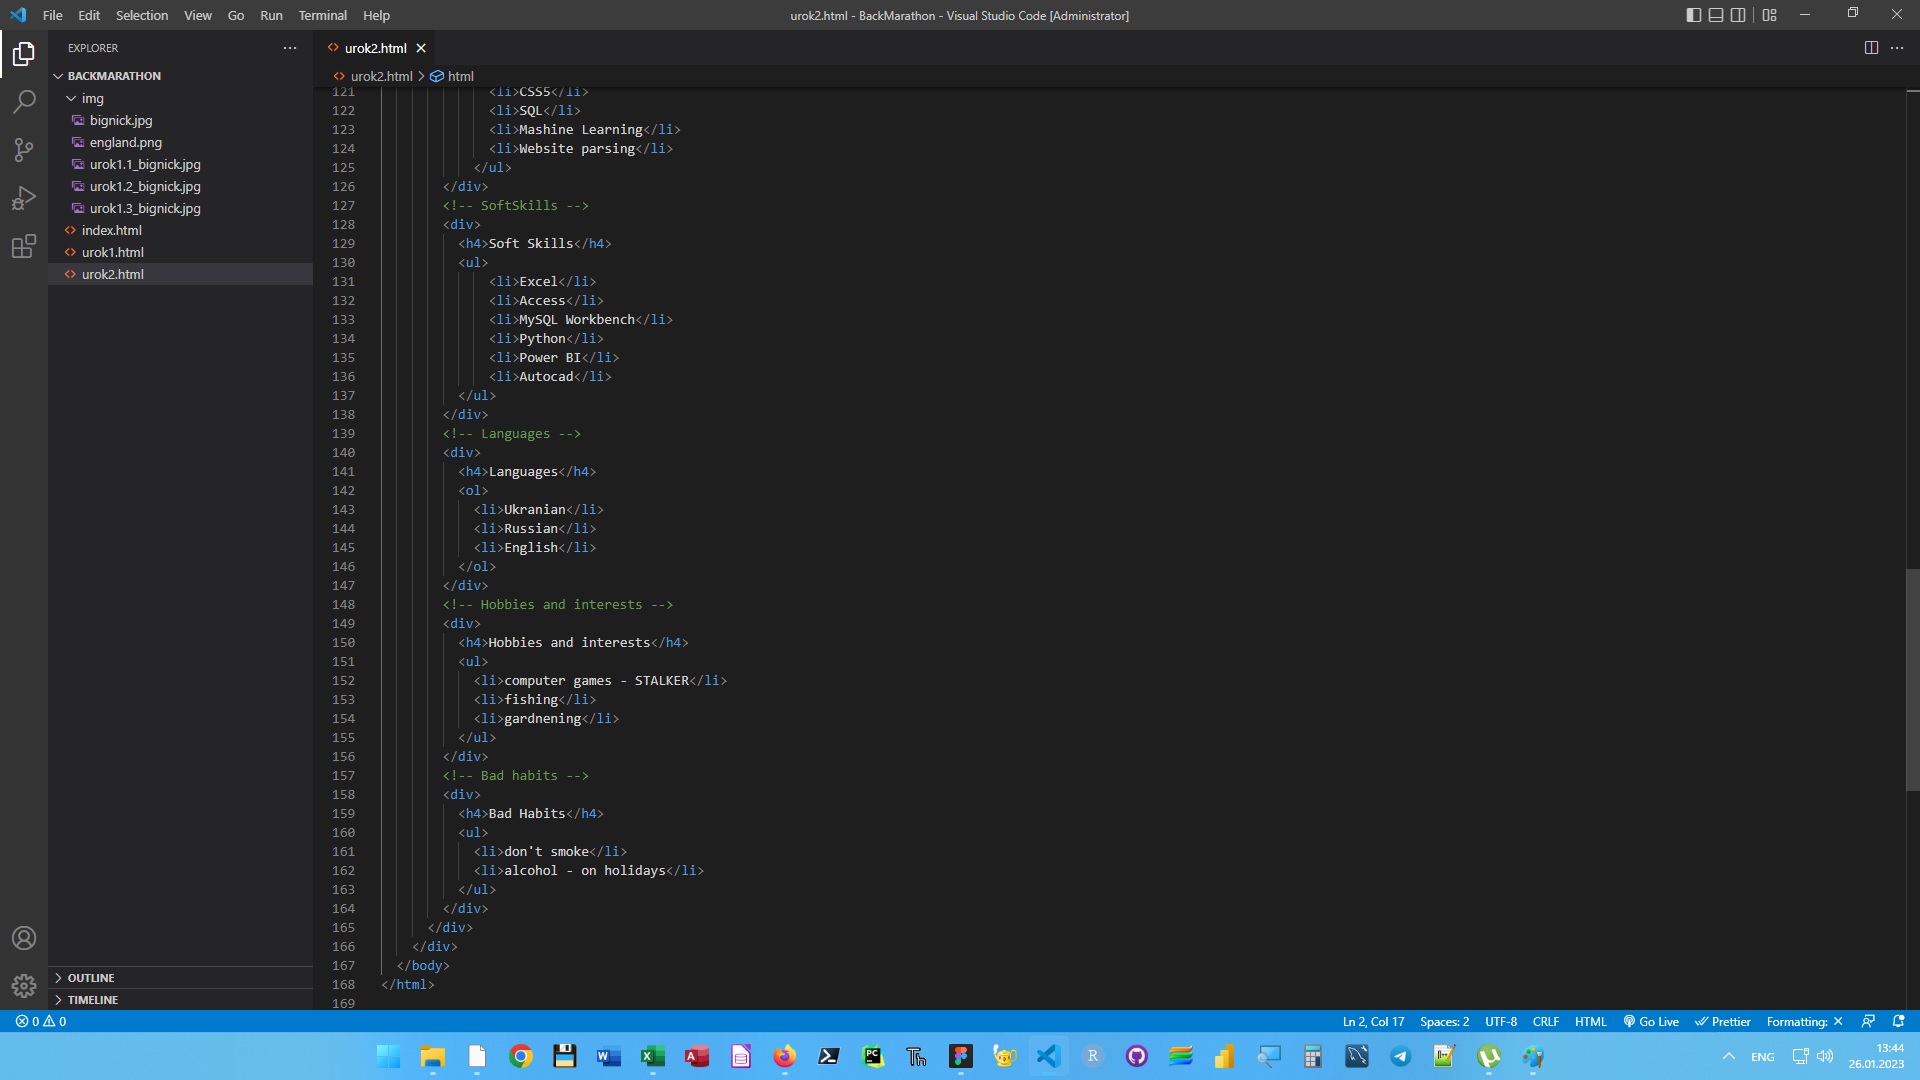 File Edit Selection View Go Run Terminal Help
urok2.html - BackMarathon - Visual Studio Code [Administrator]
EXPLORER
BACKMARATHON
img
bignick.jpg
england.png
urok1.1_bignick.jpg
urok1.2_bignick.jpg
urok1.3_bignick.jpg
index.html
urok1.html
urok2.html
OUTLINE
TIMELINE
urok2.html
urok2.html > html
121 <li>CSS5</li>
122 <li>SQL</li>
123 <li>Mashine Learning</li>
124 <li>Website parsing</li>
125 </ul>
126 </div>
127 <!-- SoftSkills -->
128 <div>
129 <h4>Soft Skills</h4>
130 <ul>
131 <li>Excel</li>
132 <li>Access</li>
133 <li>MySQL Workbench</li>
134 <li>Python</li>
135 <li>Power BI</li>
136 <li>Autocad</li>
137 </ul>
138 </div>
139 <!-- Languages -->
140 <div>
141 <h4>Languages</h4>
142 <ol>
143 <li>Ukranian</li>
144 <li>Russian</li>
145 <li>English</li>
146 </ol>
147 </div>
148 <!-- Hobbies and interests -->
149 <div>
150 <h4>Hobbies and interests</h4>
151 <ul>
152 <li>computer games - STALKER</li>
153 <li>fishing</li>
154 <li>gardnening</li>
155 </ul>
156 </div>
157 <!-- Bad habits -->
158 <div>
159 <h4>Bad Habits</h4>
160 <ul>
161 <li>don't smoke</li>
162 <li>alcohol - on holidays</li>
163 </ul>
164 </div>
165 </div>
166 </div>
167 </body>
168 </html>
169
0 0
Ln 2, Col 17 Spaces: 2 UTF-8 CRLF HTML Go Live Prettier Formatting: ×
ENG
13:44
26.01.2023